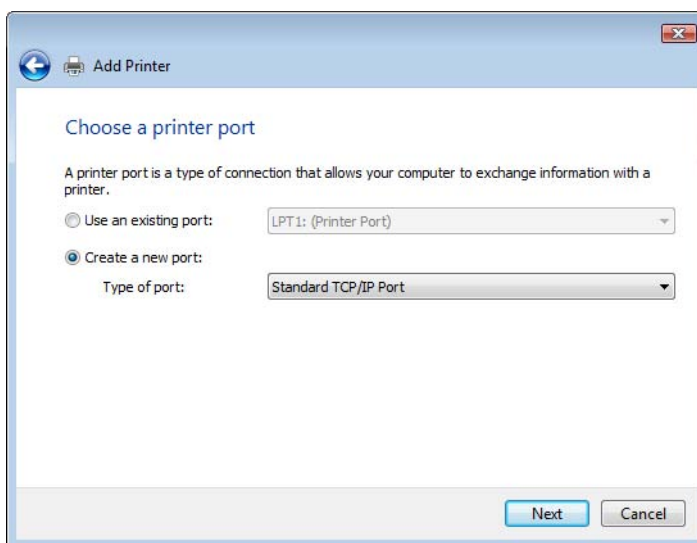 Add Printer
Choose a printer port
A printer port is a type of connection that allows your computer to exchange information with a
printer.
Use an existing port: LPT1: (Printer Port)
Create a new port:
Type of port: Standard TCP/IP Port
Next Cancel